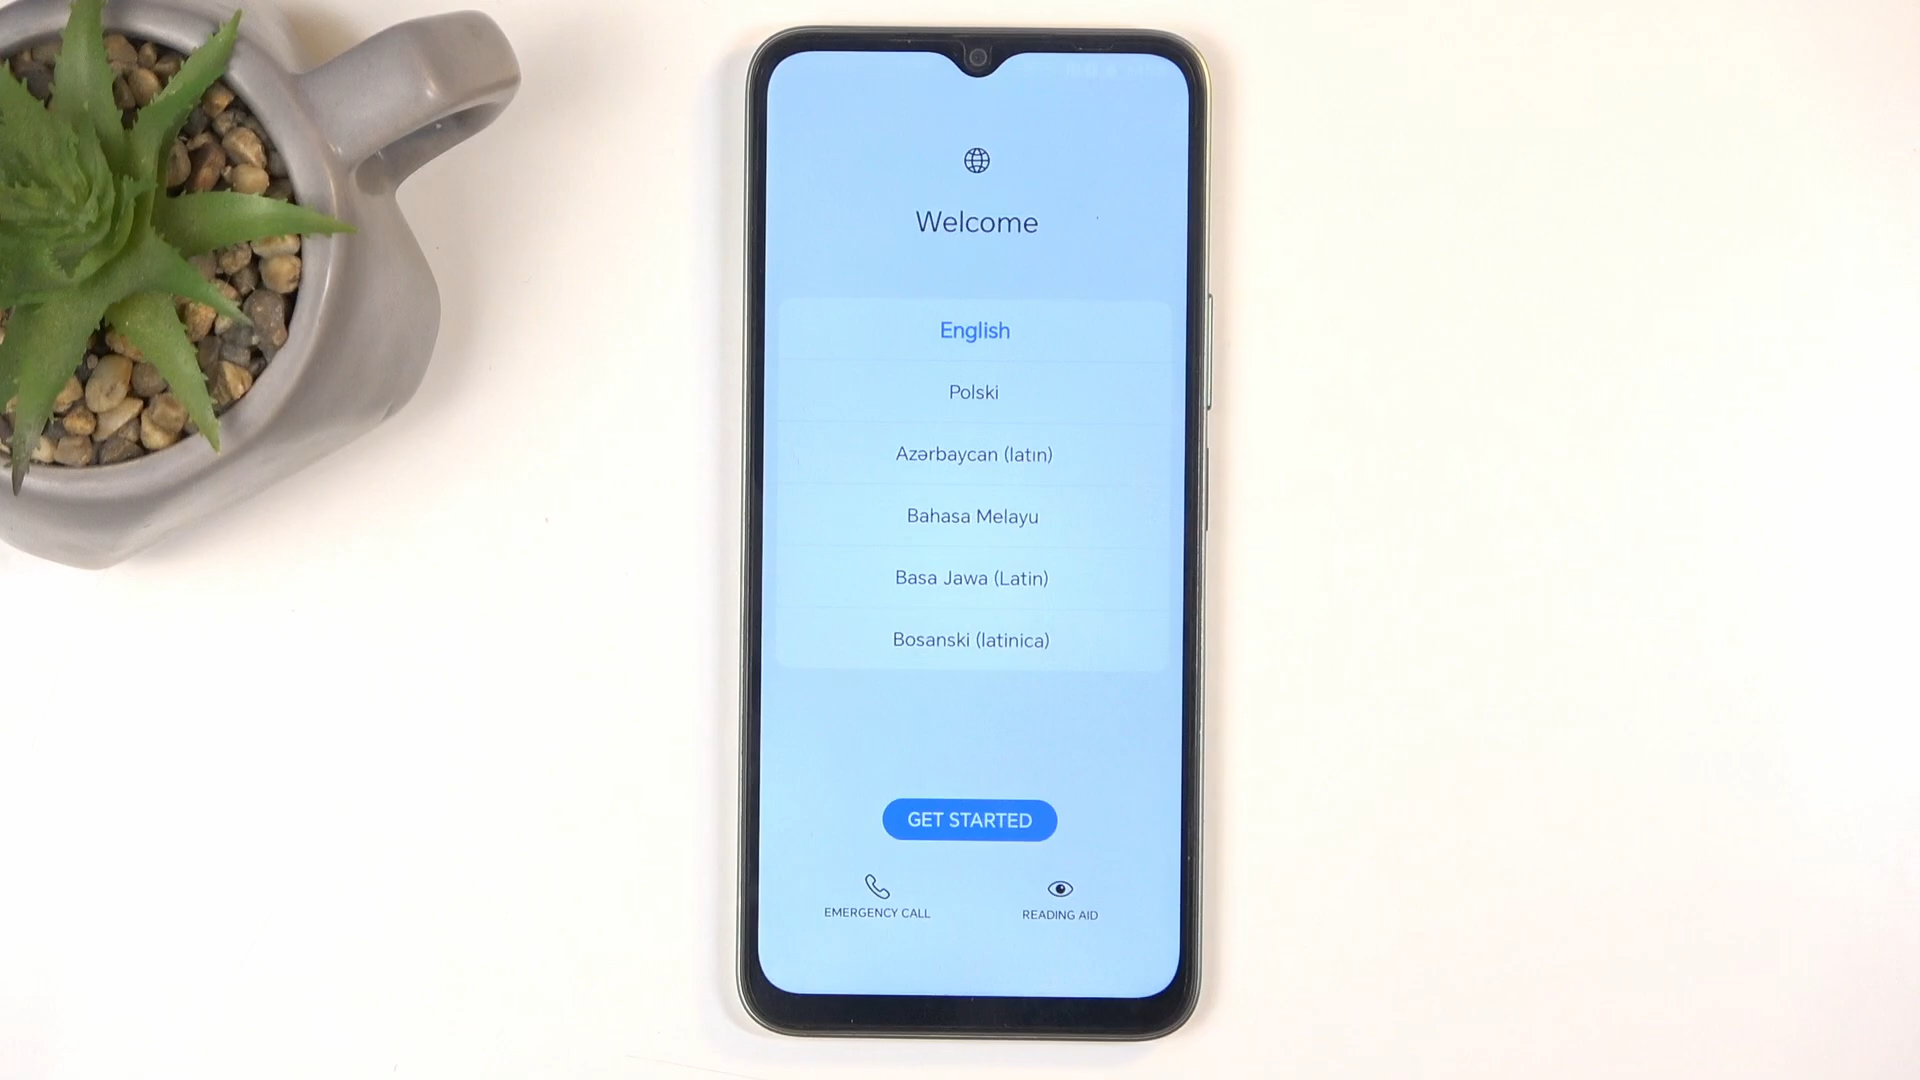 Welcome
English
Polski
Azərbaycan (latın)
Bahasa Melayu
Basa Jawa (Latin)
Bosanski (latinica)
GET STARTED
EMERGENCY CALL
READING AID